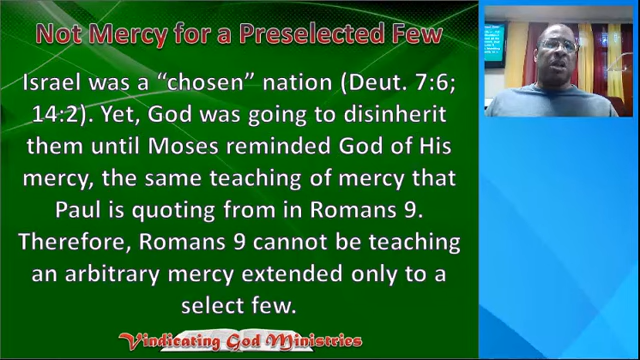 Not Mercy for a Preselected Few
Israel was a “chosen” nation (Deut. 7:6;
14:2). Yet, God was going to disinherit
them until Moses reminded God of His
mercy, the same teaching of mercy that
Paul is quoting from in Romans 9.
Therefore, Romans 9 cannot be teaching
an arbitrary mercy extended only to a
select few.
Vindicating God Ministries